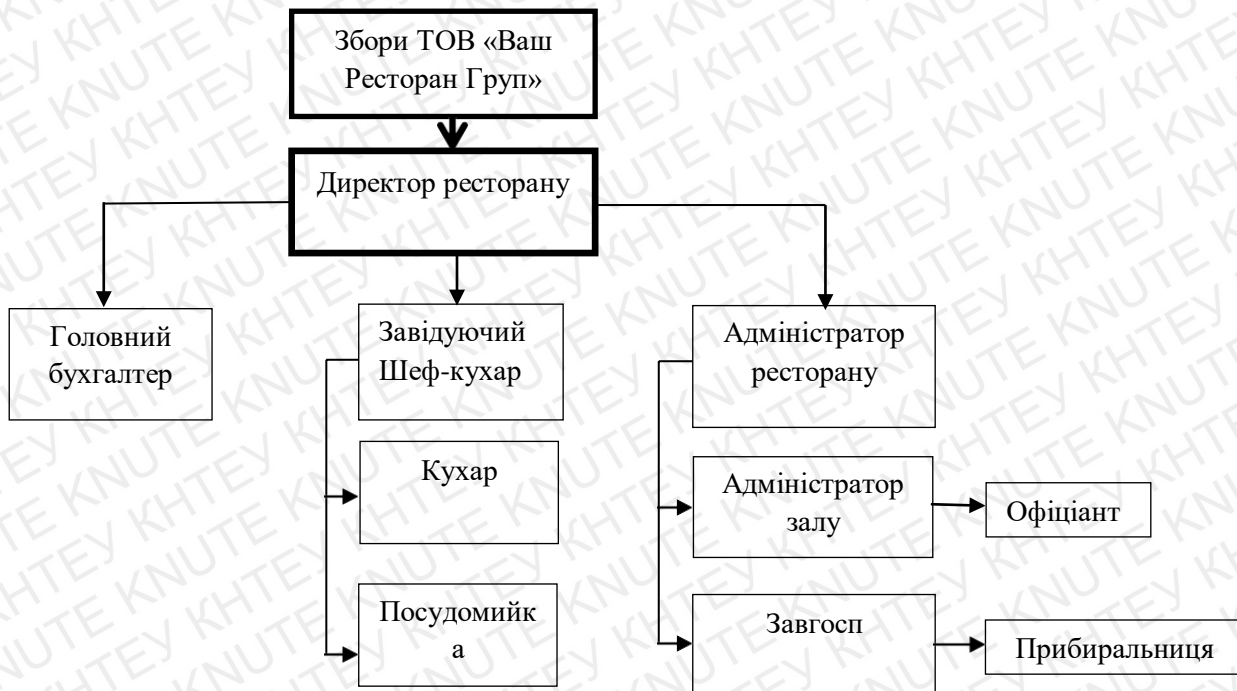 Збори ТОВ «Ваш
Ресторан Груп»
Директор ресторану
Головний
бухгалтер
Завідуючий
Шеф-кухар
Адміністратор
ресторану
Кухар
Адміністратор
залу
Офіціант
Посудомийк
а
Завгосп
Прибиральниця